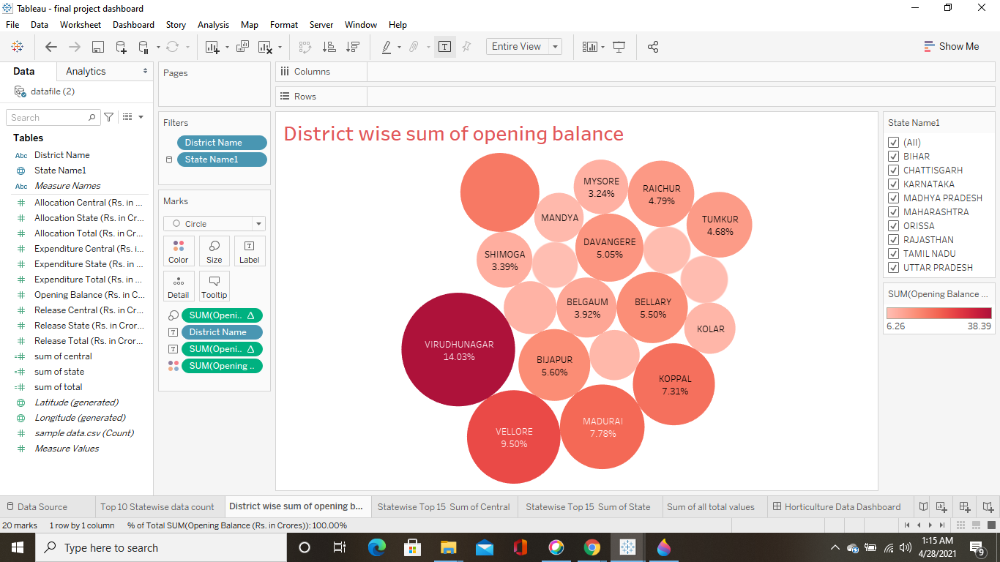 Tableau - final project dashboard
File Data Worksheet Dashboard Story Analysis Map Format Server Window Help
Entire View
Show Me
Data Analytics
datafile (2)
Search
Tables
Abc District Name
State Name1
Abc Measure Names
Allocation Central (Rs. in ...
Allocation State (Rs. in Cr...
Allocation Total (Rs. in Cr...
Expenditure Central (Rs. i...
Expenditure State (Rs. in ...
Expenditure Total (Rs. in ...
Opening Balance (Rs. in C...
Release Central (Rs. in Cr...
Release State (Rs. in Cror...
Release Total (Rs. in Cror...
sum of central
sum of state
sum of total
Latitude (generated)
Longitude (generated)
sample data.csv (Count)
Measure Values
Pages
Filters
District Name
State Name1
Marks
Circle
Color Size Label
Detail Tooltip
SUM(Openi..
District Name
SUM(Openi..
SUM(Opening ..
Columns
Rows
District wise sum of opening balance
MYSORE
3.24%
RAICHUR
4.79%
MANDYA
TUMKUR
4.68%
DAVANGERE
5.05%
SHIMOGA
3.39%
BELGAUM
3.92%
BELLARY
5.50%
KOLAR
VIRUDHUNAGAR
14.03%
BIJAPUR
5.60%
KOPPAL
7.31%
VELLORE
9.50%
MADURAI
7.78%
State Name1
(All)
BIHAR
CHATTISGARH
KARNATAKA
MADHYA PRADESH
MAHARASHTRA
ORISSA
RAJASTHAN
TAMIL NADU
UTTAR PRADESH
SUM(Opening Balance ...
6.26 38.39
Data Source Top 10 Statewise data count District wise sum of opening b... Statewise Top 15 Sum of Central Statewise Top 15 Sum of State Sum of all total values Horticulture Data Dashboard
20 marks 1 row by 1 column % of Total SUM(Opening Balance (Rs. in Crores)): 100.00%
Type here to search
1:15 AM
4/28/2021
9